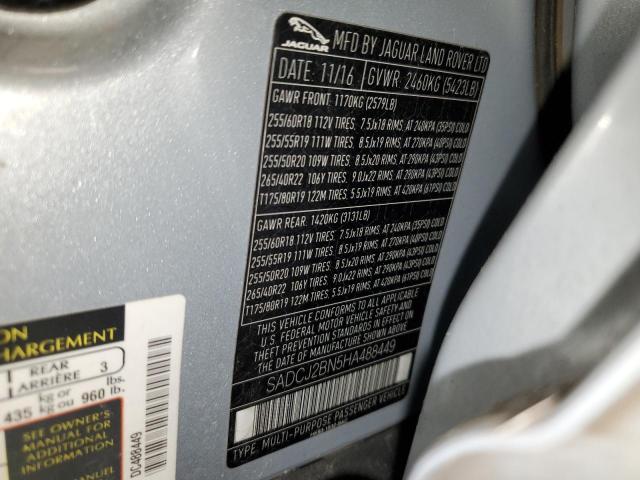 JAGUAR
MFD BY JAGUAR LAND ROVER LTD
DATE: 11/16 GVWR: 2460KG (5423LB)
GAWR FRONT: 1170KG (2579LB)
255/60R18 112V TIRES, 7.5Jx18 RIMS, AT 240KPA (35PSI) COLD
255/55R19 111W TIRES, 8.5Jx19 RIMS, AT 270KPA (40PSI) COLD
255/50R20 109W TIRES, 8.5Jx20 RIMS, AT 290KPA (43PSI) COLD
265/40R22 106Y TIRES, 9.0Jx22 RIMS, AT 290KPA (43PSI) COLD
T175/80R19 122M TIRES, 5.5Jx19 RIMS, AT 420KPA (61PSI) COLD
GAWR REAR: 1420KG (3131LB)
255/60R18 112V TIRES, 7.5Jx18 RIMS, AT 240KPA (35PSI) COLD
255/55R19 111W TIRES, 8.5Jx19 RIMS, AT 270KPA (40PSI) COLD
255/50R20 109W TIRES, 8.5Jx20 RIMS, AT 290KPA (43PSI) COLD
265/40R22 106Y TIRES, 9.0Jx22 RIMS, AT 290KPA (43PSI) COLD
T175/80R19 122M TIRES, 5.5Jx19 RIMS, AT 420KPA (61PSI) COLD
THIS VEHICLE CONFORMS TO ALL APPLICABLE
U.S. FEDERAL MOTOR VEHICLE SAFETY AND
THEFT PREVENTION STANDARDS IN EFFECT ON
THE DATE OF MANUFACTURE SHOWN ABOVE.
SADCJ2BN5HA488449
TYPE: MULTI-PURPOSE PASSENGER VEHICLE
ON
CHARGEMENT
REAR
ARRIÈRE 3
435 kg or kg ou 960 lbs. lb.
SEE OWNER'S
MANUAL FOR
ADDITIONAL
INFORMATION
DC488449